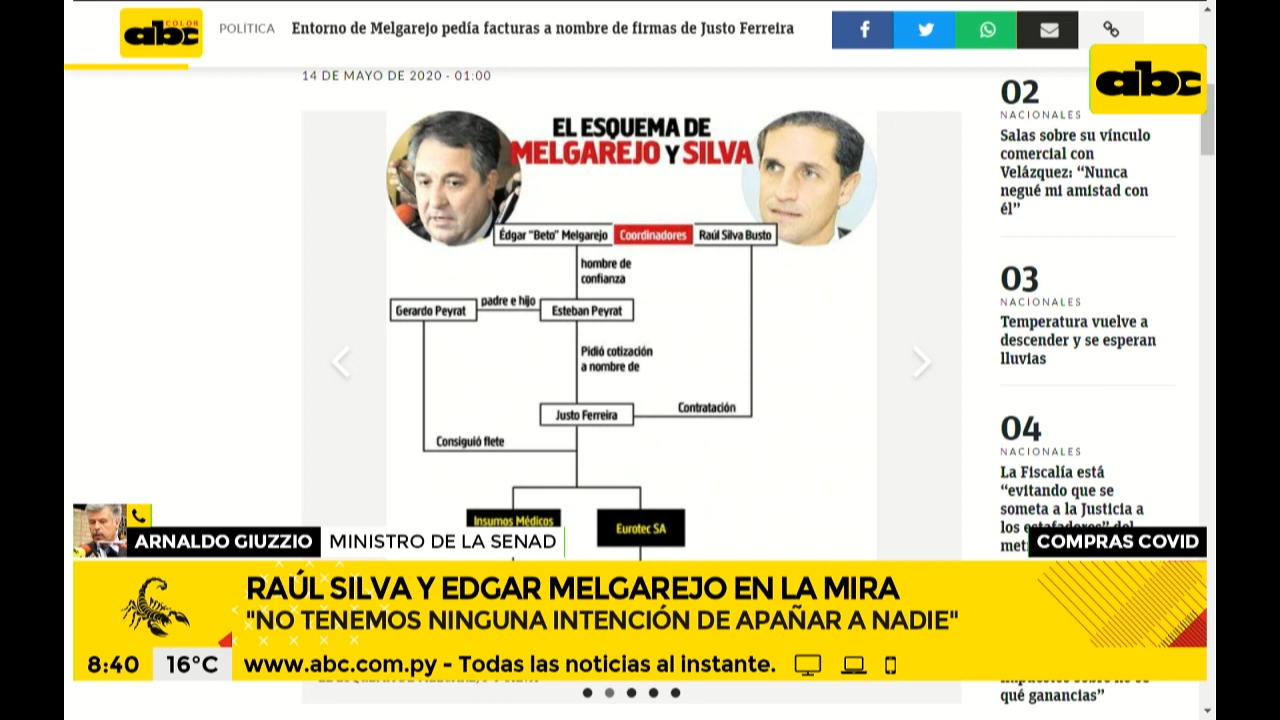 abc COLOR
POLÍTICA
Entorno de Melgarejo pedía facturas a nombre de firmas de Justo Ferreira
abc
14 DE MAYO DE 2020 - 01:00
EL ESQUEMA DE
MELGAREJO Y SILVA
Édgar "Beto" Melgarejo
Coordinadores
Raúl Silva Busto
hombre de
confianza
Gerardo Peyrat
padre e hijo
Esteban Peyrat
Pidió cotización
a nombre de
Justo Ferreira
Contratación
Consiguió flete
Insumos Médicos
Eurotec SA
02
NACIONALES
Salas sobre su vínculo
comercial con
Velázquez: “Nunca
negué mi amistad con
él”
03
NACIONALES
Temperatura vuelve a
descender y se esperan
lluvias
04
NACIONALES
La Fiscalía está
“evitando que se
someta a la Justicia a
los estafadores” del
ARNALDO GIUZZIO
MINISTRO DE LA SENAD
COMPRAS COVID
RAÚL SILVA Y EDGAR MELGAREJO EN LA MIRA
"NO TENEMOS NINGUNA INTENCIÓN DE APAÑAR A NADIE"
8:40
16°C
www.abc.com.py - Todas las noticias al instante.
qué ganancias”